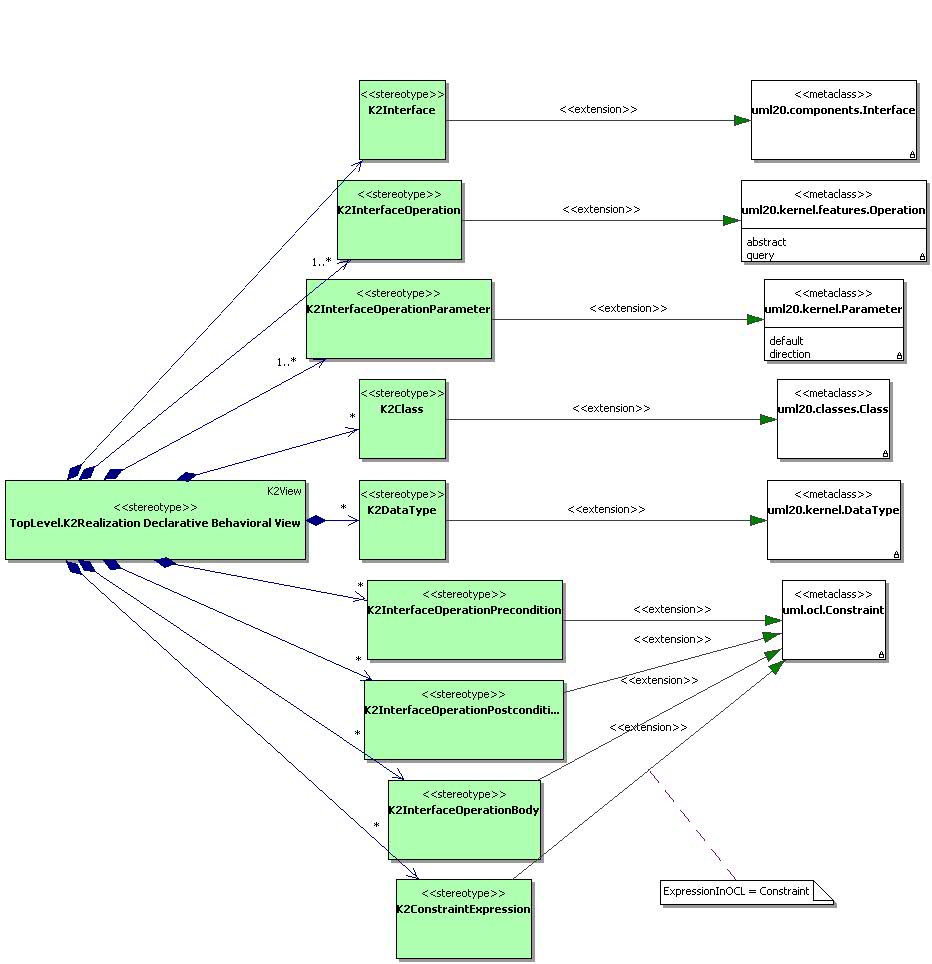 <<stereotype>>
K2Interface
<<extension>>
<<metaclass>>
uml20.components.Interface
<<stereotype>>
K2InterfaceOperation
<<extension>>
<<metaclass>>
uml20.kernel.features.Operation
abstract
query
1..*
<<stereotype>>
K2InterfaceOperationParameter
<<extension>>
<<metaclass>>
uml20.kernel.Parameter
default
direction
1..*
<<stereotype>>
K2Class
*
<<extension>>
<<metaclass>>
uml20.classes.Class
K2View
<<stereotype>>
TopLevel.K2Realization Declarative Behavioral View
*
<<stereotype>>
K2DataType
<<extension>>
<<metaclass>>
uml20.kernel.DataType
*
<<stereotype>>
K2InterfaceOperationPrecondition
<<extension>>
<<metaclass>>
uml.ocl.Constraint
<<extension>>
*
<<stereotype>>
K2InterfaceOperationPostconditi...
<<extension>>
*
<<extension>>
<<stereotype>>
K2InterfaceOperationBody
*
<<stereotype>>
K2ConstraintExpression
ExpressionInOCL = Constraint